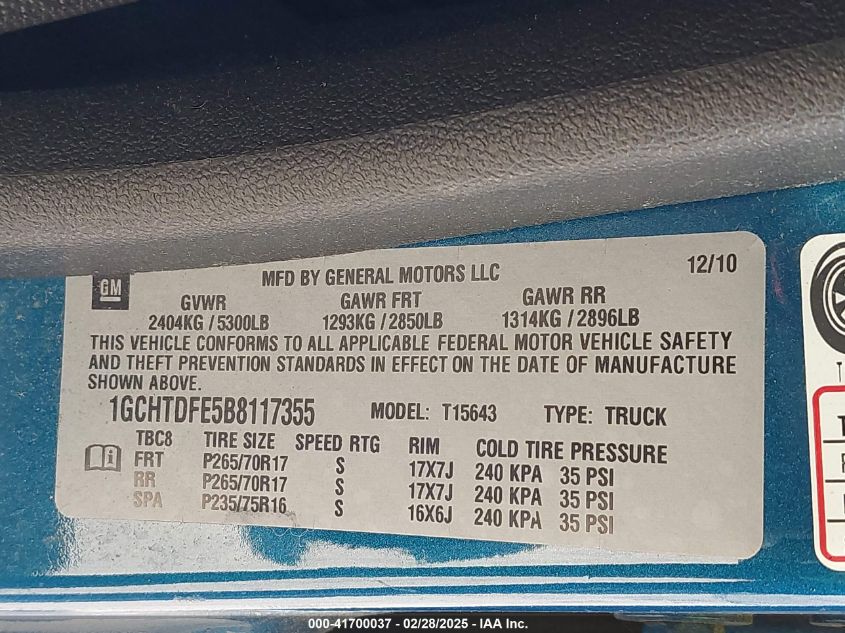 MFD BY GENERAL MOTORS LLC 12/10
GM
GVWR GAWR FRT GAWR RR
2404KG / 5300LB 1293KG / 2850LB 1314KG / 2896LB
THIS VEHICLE CONFORMS TO ALL APPLICABLE FEDERAL MOTOR VEHICLE SAFETY
AND THEFT PREVENTION STANDARDS IN EFFECT ON THE DATE OF MANUFACTURE
SHOWN ABOVE.
1GCHTDFE5B8117355 MODEL: T15643 TYPE: TRUCK
TBC8 TIRE SIZE SPEED RTG RIM COLD TIRE PRESSURE
FRT P265/70R17 S 17X7J 240 KPA 35 PSI
RR P265/70R17 S 17X7J 240 KPA 35 PSI
SPA P235/75R16 S 16X6J 240 KPA 35 PSI
000-41700037 - 02/28/2025 - IAA Inc.